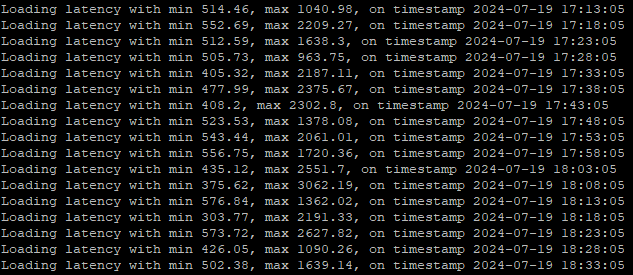 Loading latency with min 514.46, max 1040.98, on timestamp 2024-07-19 17:13:05
Loading latency with min 552.69, max 2209.27, on timestamp 2024-07-19 17:18:05
Loading latency with min 512.59, max 1638.3, on timestamp 2024-07-19 17:23:05
Loading latency with min 505.73, max 963.75, on timestamp 2024-07-19 17:28:05
Loading latency with min 405.32, max 2187.11, on timestamp 2024-07-19 17:33:05
Loading latency with min 477.99, max 2375.67, on timestamp 2024-07-19 17:38:05
Loading latency with min 408.2, max 2302.8, on timestamp 2024-07-19 17:43:05
Loading latency with min 523.53, max 1378.08, on timestamp 2024-07-19 17:48:05
Loading latency with min 543.44, max 2061.01, on timestamp 2024-07-19 17:53:05
Loading latency with min 556.75, max 1720.36, on timestamp 2024-07-19 17:58:05
Loading latency with min 435.12, max 2551.7, on timestamp 2024-07-19 18:03:05
Loading latency with min 375.62, max 3062.19, on timestamp 2024-07-19 18:08:05
Loading latency with min 576.84, max 1362.02, on timestamp 2024-07-19 18:13:05
Loading latency with min 303.77, max 2191.33, on timestamp 2024-07-19 18:18:05
Loading latency with min 573.72, max 2627.82, on timestamp 2024-07-19 18:23:05
Loading latency with min 426.05, max 1090.26, on timestamp 2024-07-19 18:28:05
Loading latency with min 502.38, max 1639.14, on timestamp 2024-07-19 18:33:05